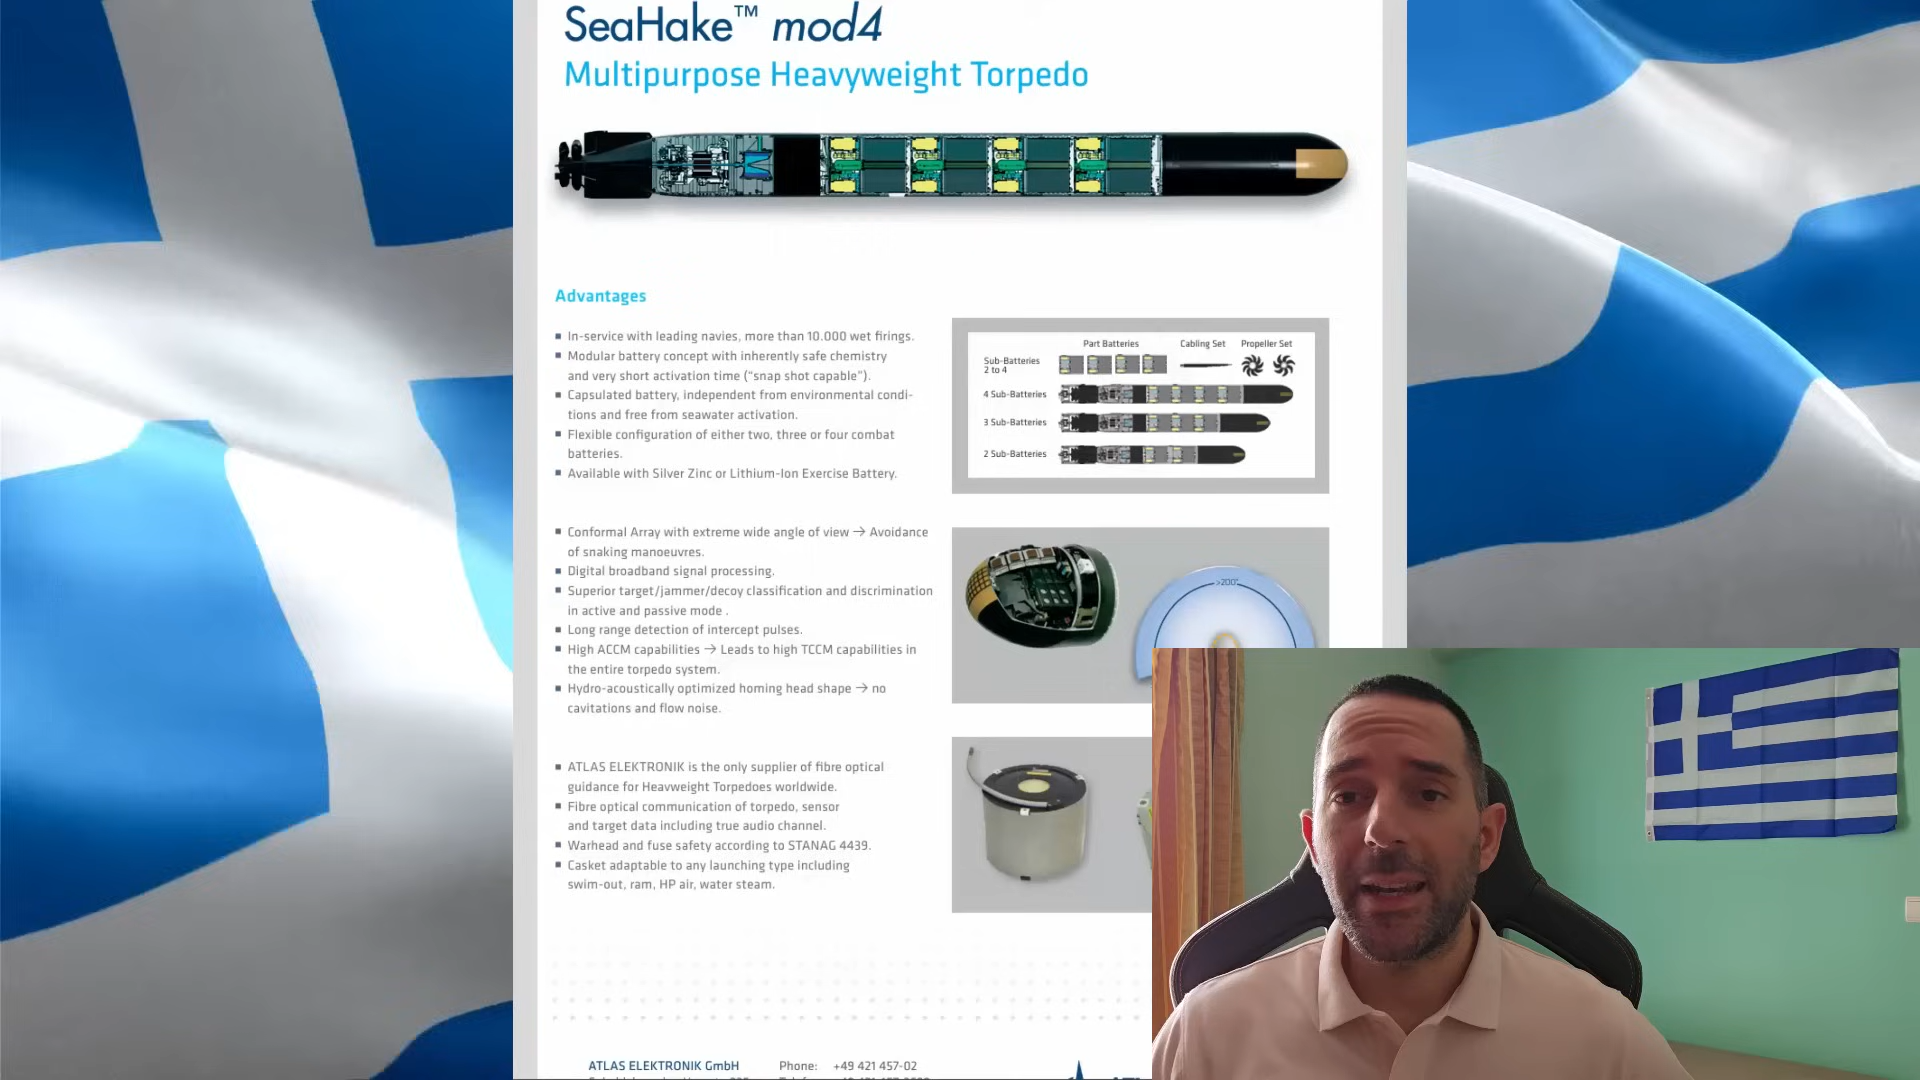 SeaHake™ mod4
Multipurpose Heavyweight Torpedo
Advantages
▪ In-service with leading navies, more than 10.000 wet firings.
▪ Modular battery concept with inherently safe chemistry
and very short activation time (“snap shot capable”).
▪ Capsulated battery, independent from environmental condi-
tions and free from seawater activation.
▪ Flexible configuration of either two, three or four combat
batteries.
▪ Available with Silver Zinc or Lithium-Ion Exercise Battery.
▪ Conformal Array with extreme wide angle of view → Avoidance
of snaking manoeuvres.
▪ Digital broadband signal processing.
▪ Superior target/jammer/decoy classification and discrimination
in active and passive mode .
▪ Long range detection of intercept pulses.
▪ High ACCM capabilities → Leads to high TCCM capabilities in
the entire torpedo system.
▪ Hydro-acoustically optimized homing head shape → no
cavitations and flow noise.
▪ ATLAS ELEKTRONIK is the only supplier of fibre optical
guidance for Heavweight Torpedoes worldwide.
▪ Fibre optical communication of torpedo, sensor
and target data including true audio channel.
▪ Warhead and fuse safety according to STANAG 4439.
▪ Casket adaptable to any launching type including
swim-out, ram, HP air, water steam.
Part Batteries Cabling Set Propeller Set
Sub-Batteries
2 to 4
4 Sub-Batteries
3 Sub-Batteries
2 Sub-Batteries
>200°
ATLAS ELEKTRONIK GmbH Phone: +49 421 457-02